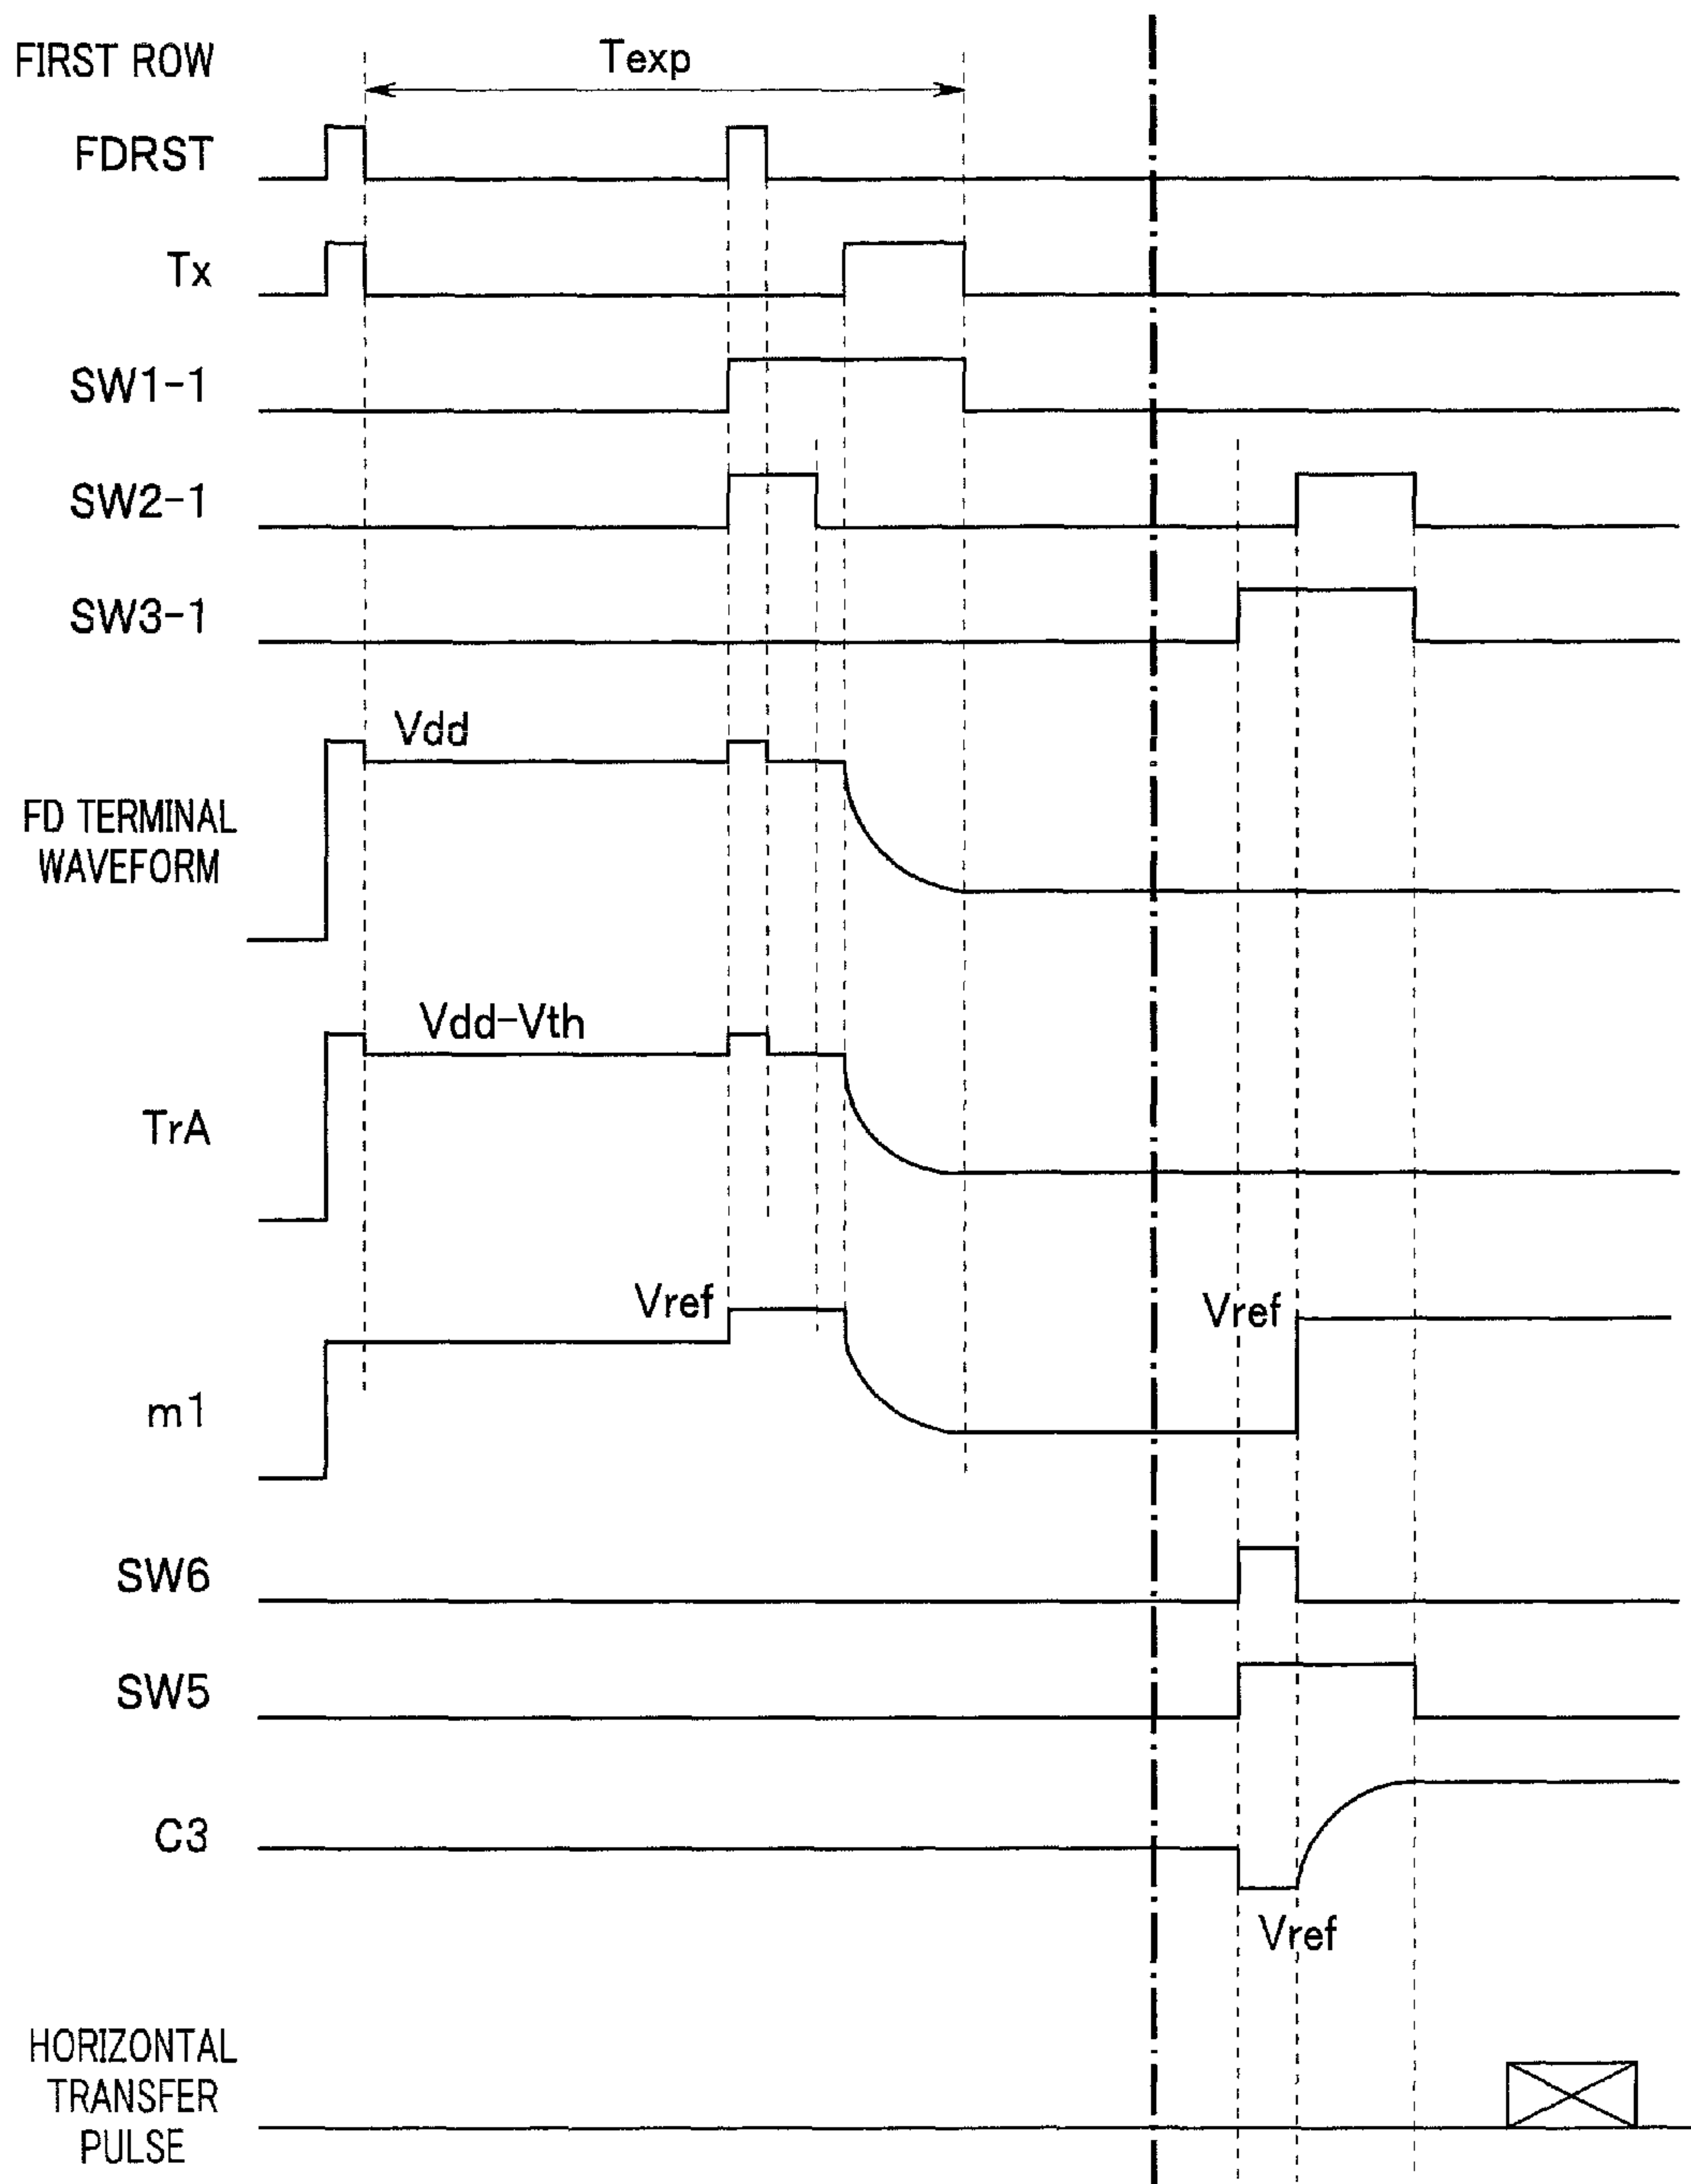 FIRST ROW
Texp
FDRST
Tx
SW1-1
SW2-1
SW3-1
Vdd
FD TERMINAL
WAVEFORM
Vdd-Vth
TrA
Vref
Vref
m1
SW6
SW5
C3
Vref
HORIZONTAL
TRANSFER
PULSE